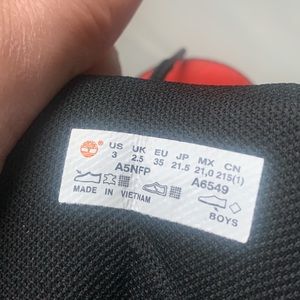 US UK EU JP MX CN
3 2.5 35 21.5 21,0 215(1)
A5NFP A6549
MADE IN VIETNAM
BOYS